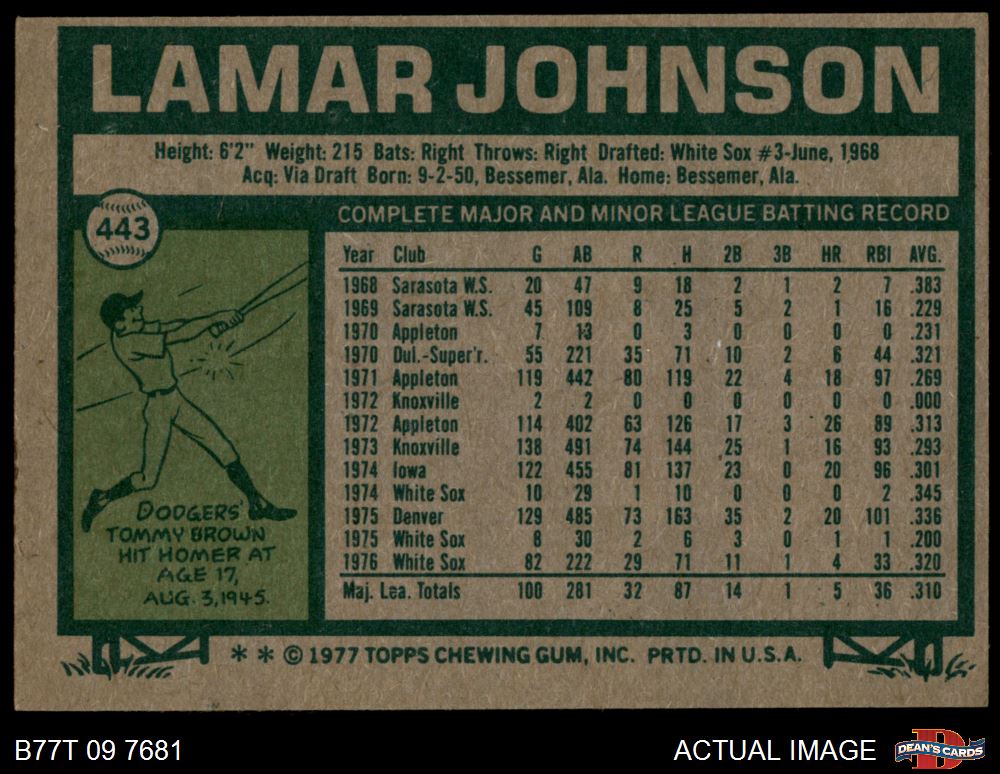 LAMAR JOHNSON
Height: 6'2" Weight: 215 Bats: Right Throws: Right Drafted: White Sox #3-June, 1968
Acq: Via Draft Born: 9-2-50, Bessemer, Ala. Home: Bessemer, Ala.
443
COMPLETE MAJOR AND MINOR LEAGUE BATTING RECORD
Year Club G AB R H 2B 3B HR RBI AVG.
1968 Sarasota W.S. 20 47 9 18 2 1 2 7 .383
1969 Sarasota W.S. 45 109 8 25 5 2 1 16 .229
1970 Appleton 7 13 0 3 0 0 0 0 .231
1970 Dul.-Super'r. 55 221 35 71 10 2 6 44 .321
1971 Appleton 119 442 80 119 22 4 18 97 .269
1972 Knoxville 2 2 0 0 0 0 0 0 .000
1972 Appleton 114 402 63 126 17 3 26 89 .313
1973 Knoxville 138 491 74 144 25 1 16 93 .293
1974 Iowa 122 455 81 137 23 0 20 96 .301
1974 White Sox 10 29 1 10 0 0 0 2 .345
1975 Denver 129 485 73 163 35 2 20 101 .336
1975 White Sox 8 30 2 6 3 0 1 1 .200
1976 White Sox 82 222 29 71 11 1 4 33 .320
Maj. Lea. Totals 100 281 32 87 14 1 5 36 .310
DODGERS'
TOMMY BROWN
HIT HOMER AT
AGE 17,
AUG. 3, 1945.
* * © 1977 TOPPS CHEWING GUM, INC. PRTD. IN U.S.A.
B77T 09 7681
ACTUAL IMAGE
D
DEAN'S CARDS